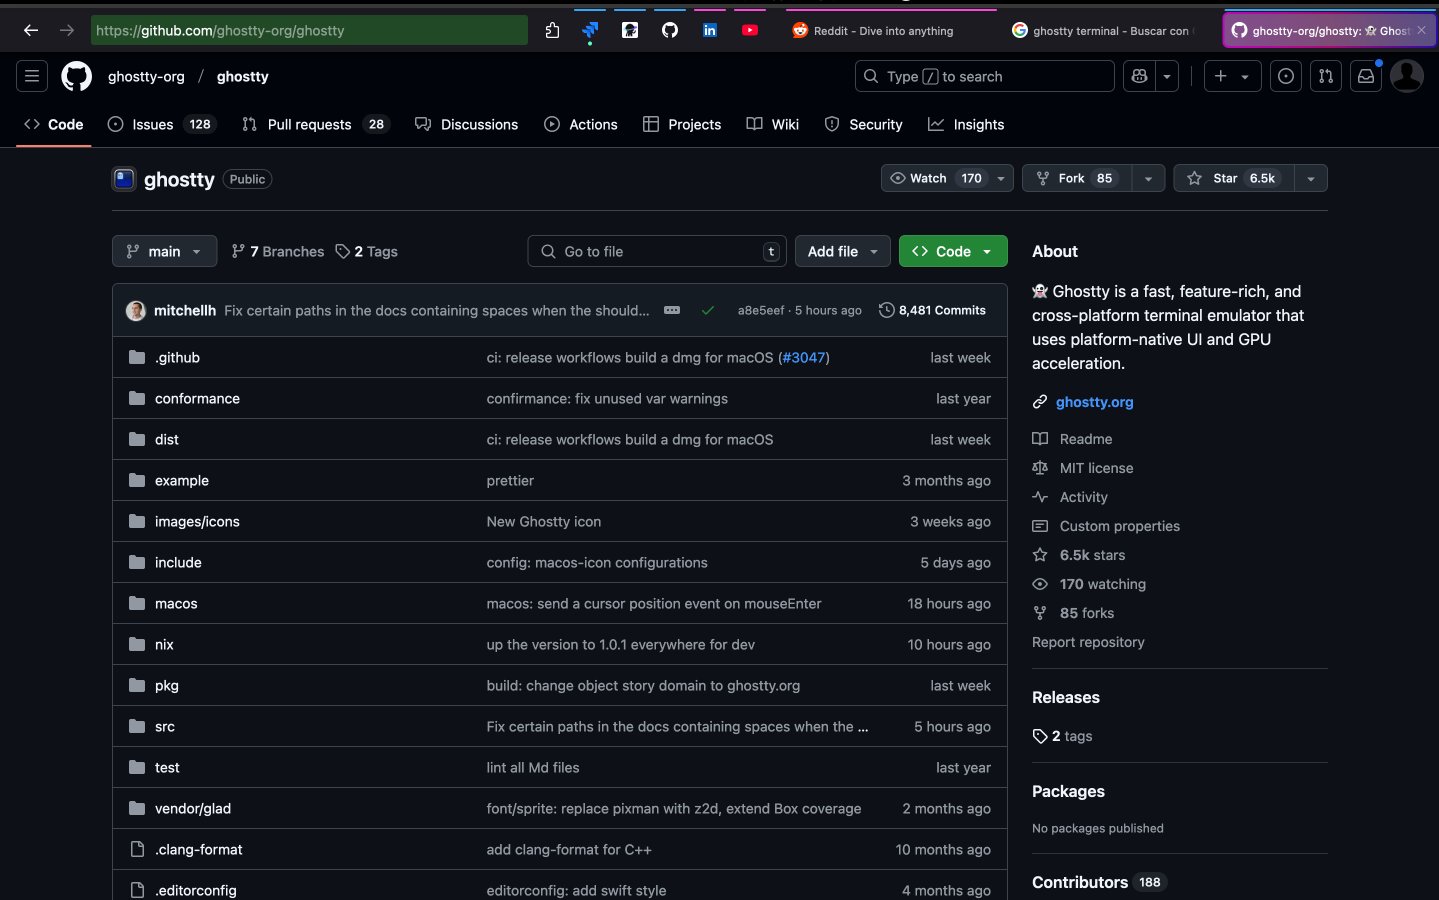 https://github.com/ghostty-org/ghostty
Reddit - Dive into anything
ghostty terminal - Buscar con
ghostty-org/ghostty: 👻 Ghost
ghostty-org / ghostty
Type / to search
Code
Issues 128
Pull requests 28
Discussions
Actions
Projects
Wiki
Security
Insights
ghostty Public
Watch 170
Fork 85
Star 6.5k
main
7 Branches
2 Tags
Go to file t
Add file
Code
mitchellh Fix certain paths in the docs containing spaces when the should... a8e5eef · 5 hours ago 8,481 Commits
.github ci: release workflows build a dmg for macOS (#3047) last week
conformance confirmance: fix unused var warnings last year
dist ci: release workflows build a dmg for macOS last week
example prettier 3 months ago
images/icons New Ghostty icon 3 weeks ago
include config: macos-icon configurations 5 days ago
macos macos: send a cursor position event on mouseEnter 18 hours ago
nix up the version to 1.0.1 everywhere for dev 10 hours ago
pkg build: change object story domain to ghostty.org last week
src Fix certain paths in the docs containing spaces when the ... 5 hours ago
test lint all Md files last year
vendor/glad font/sprite: replace pixman with z2d, extend Box coverage 2 months ago
.clang-format add clang-format for C++ 10 months ago
.editorconfig editorconfig: add swift style 4 months ago
About
👻 Ghostty is a fast, feature-rich, and
cross-platform terminal emulator that
uses platform-native UI and GPU
acceleration.
ghostty.org
Readme
MIT license
Activity
Custom properties
6.5k stars
170 watching
85 forks
Report repository
Releases
2 tags
Packages
No packages published
Contributors 188